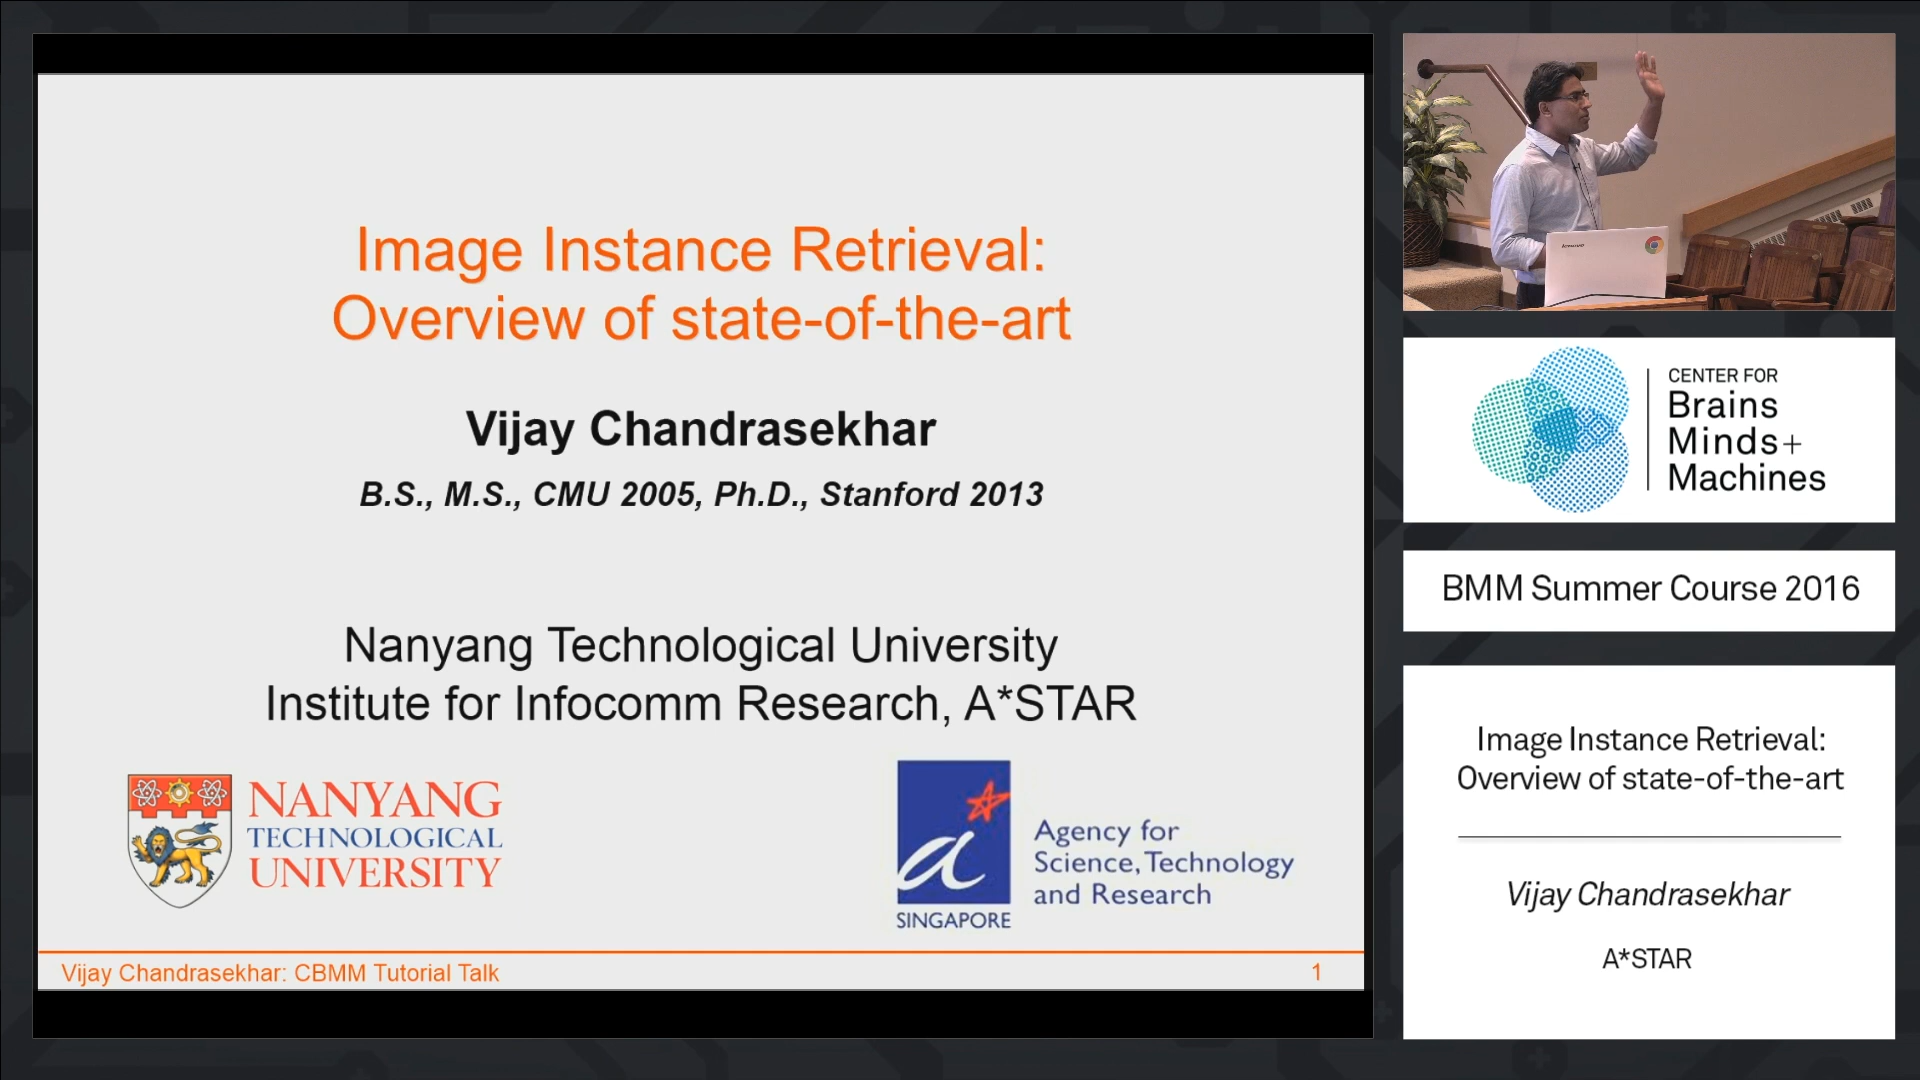 Image Instance Retrieval:
Overview of state-of-the-art
Vijay Chandrasekhar
B.S., M.S., CMU 2005, Ph.D., Stanford 2013
Nanyang Technological University
Institute for Infocomm Research, A*STAR
NANYANG
TECHNOLOGICAL
UNIVERSITY
a
SINGAPORE
Agency for
Science, Technology
and Research
Vijay Chandrasekhar: CBMM Tutorial Talk
1
lenovo
CENTER FOR
Brains
Minds+
Machines
BMM Summer Course 2016
Image Instance Retrieval:
Overview of state-of-the-art
Vijay Chandrasekhar
A*STAR